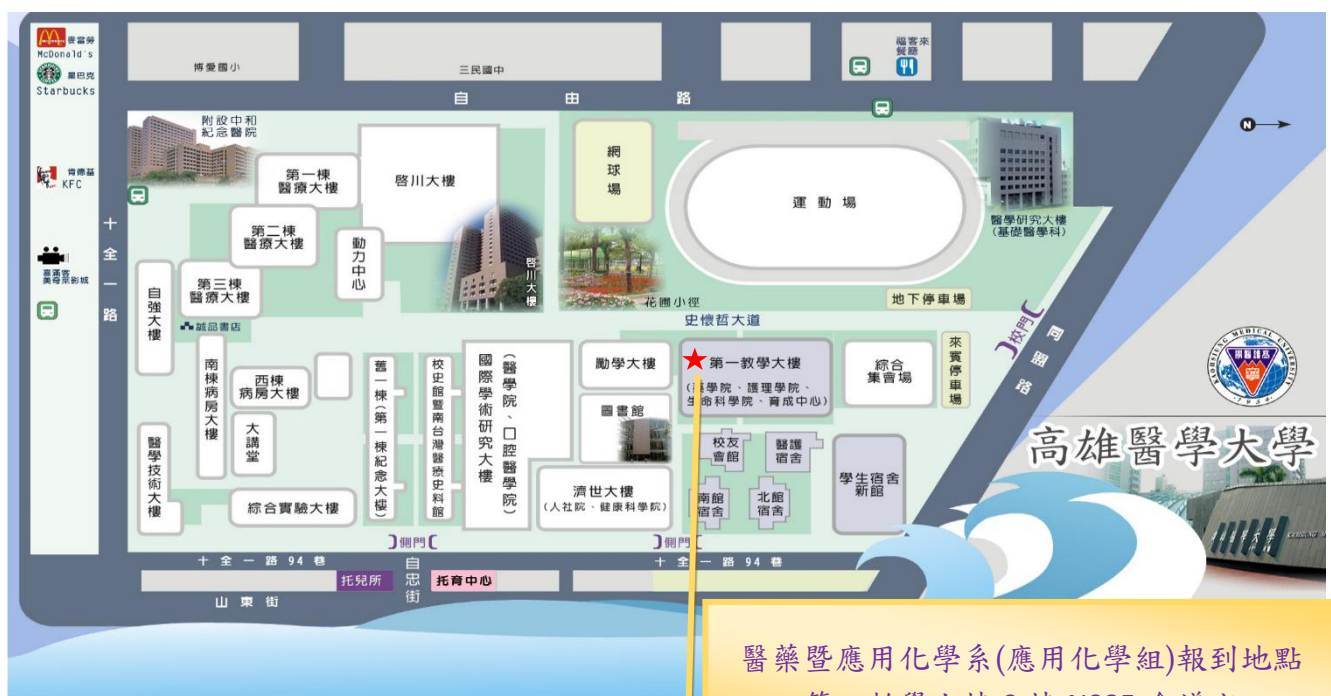 麥當勞
McDonald's
星巴克
Starbucks
肯德基
KFC
喜滿客
美奇萊影城
十全一路
博愛國小
三民國中
福客來
餐廳
自由路
N
附設中和
紀念醫院
第一棟
醫療大樓
啓川大樓
網球場
運動場
醫學研究大樓
(基礎醫學科)
第二棟
醫療大樓
動力中心
啓川大樓
第三棟
醫療大樓
自強大樓
誠品書店
花圃小徑
地下停車場
史懷哲大道
校門
同盟路
南棟病房大樓
西棟
病房大樓
大講堂
舊一棟(第一棟紀念大樓)
校史館暨南台灣醫療史料館
國際學術研究大樓
(醫學院、口腔醫學院)
勵學大樓
圖書館
第一教學大樓
護理學院、
生命科學院、育成中心)
綜合
集會場
來賓停車場
醫學技術大樓
綜合實驗大樓
濟世大樓
(人社院、健康科學院)
校友
會館
醫護
宿舍
南館
宿舍
北館
宿舍
學生宿舍
新館
KAOHSIUNG MEDICAL UNIVERSITY
1954
高雄醫學大學
側門
側門
十全一路94巷
自忠街
十全一路94巷
托兒所
托育中心
山東街
醫藥暨應用化學系(應用化學組)報到地點